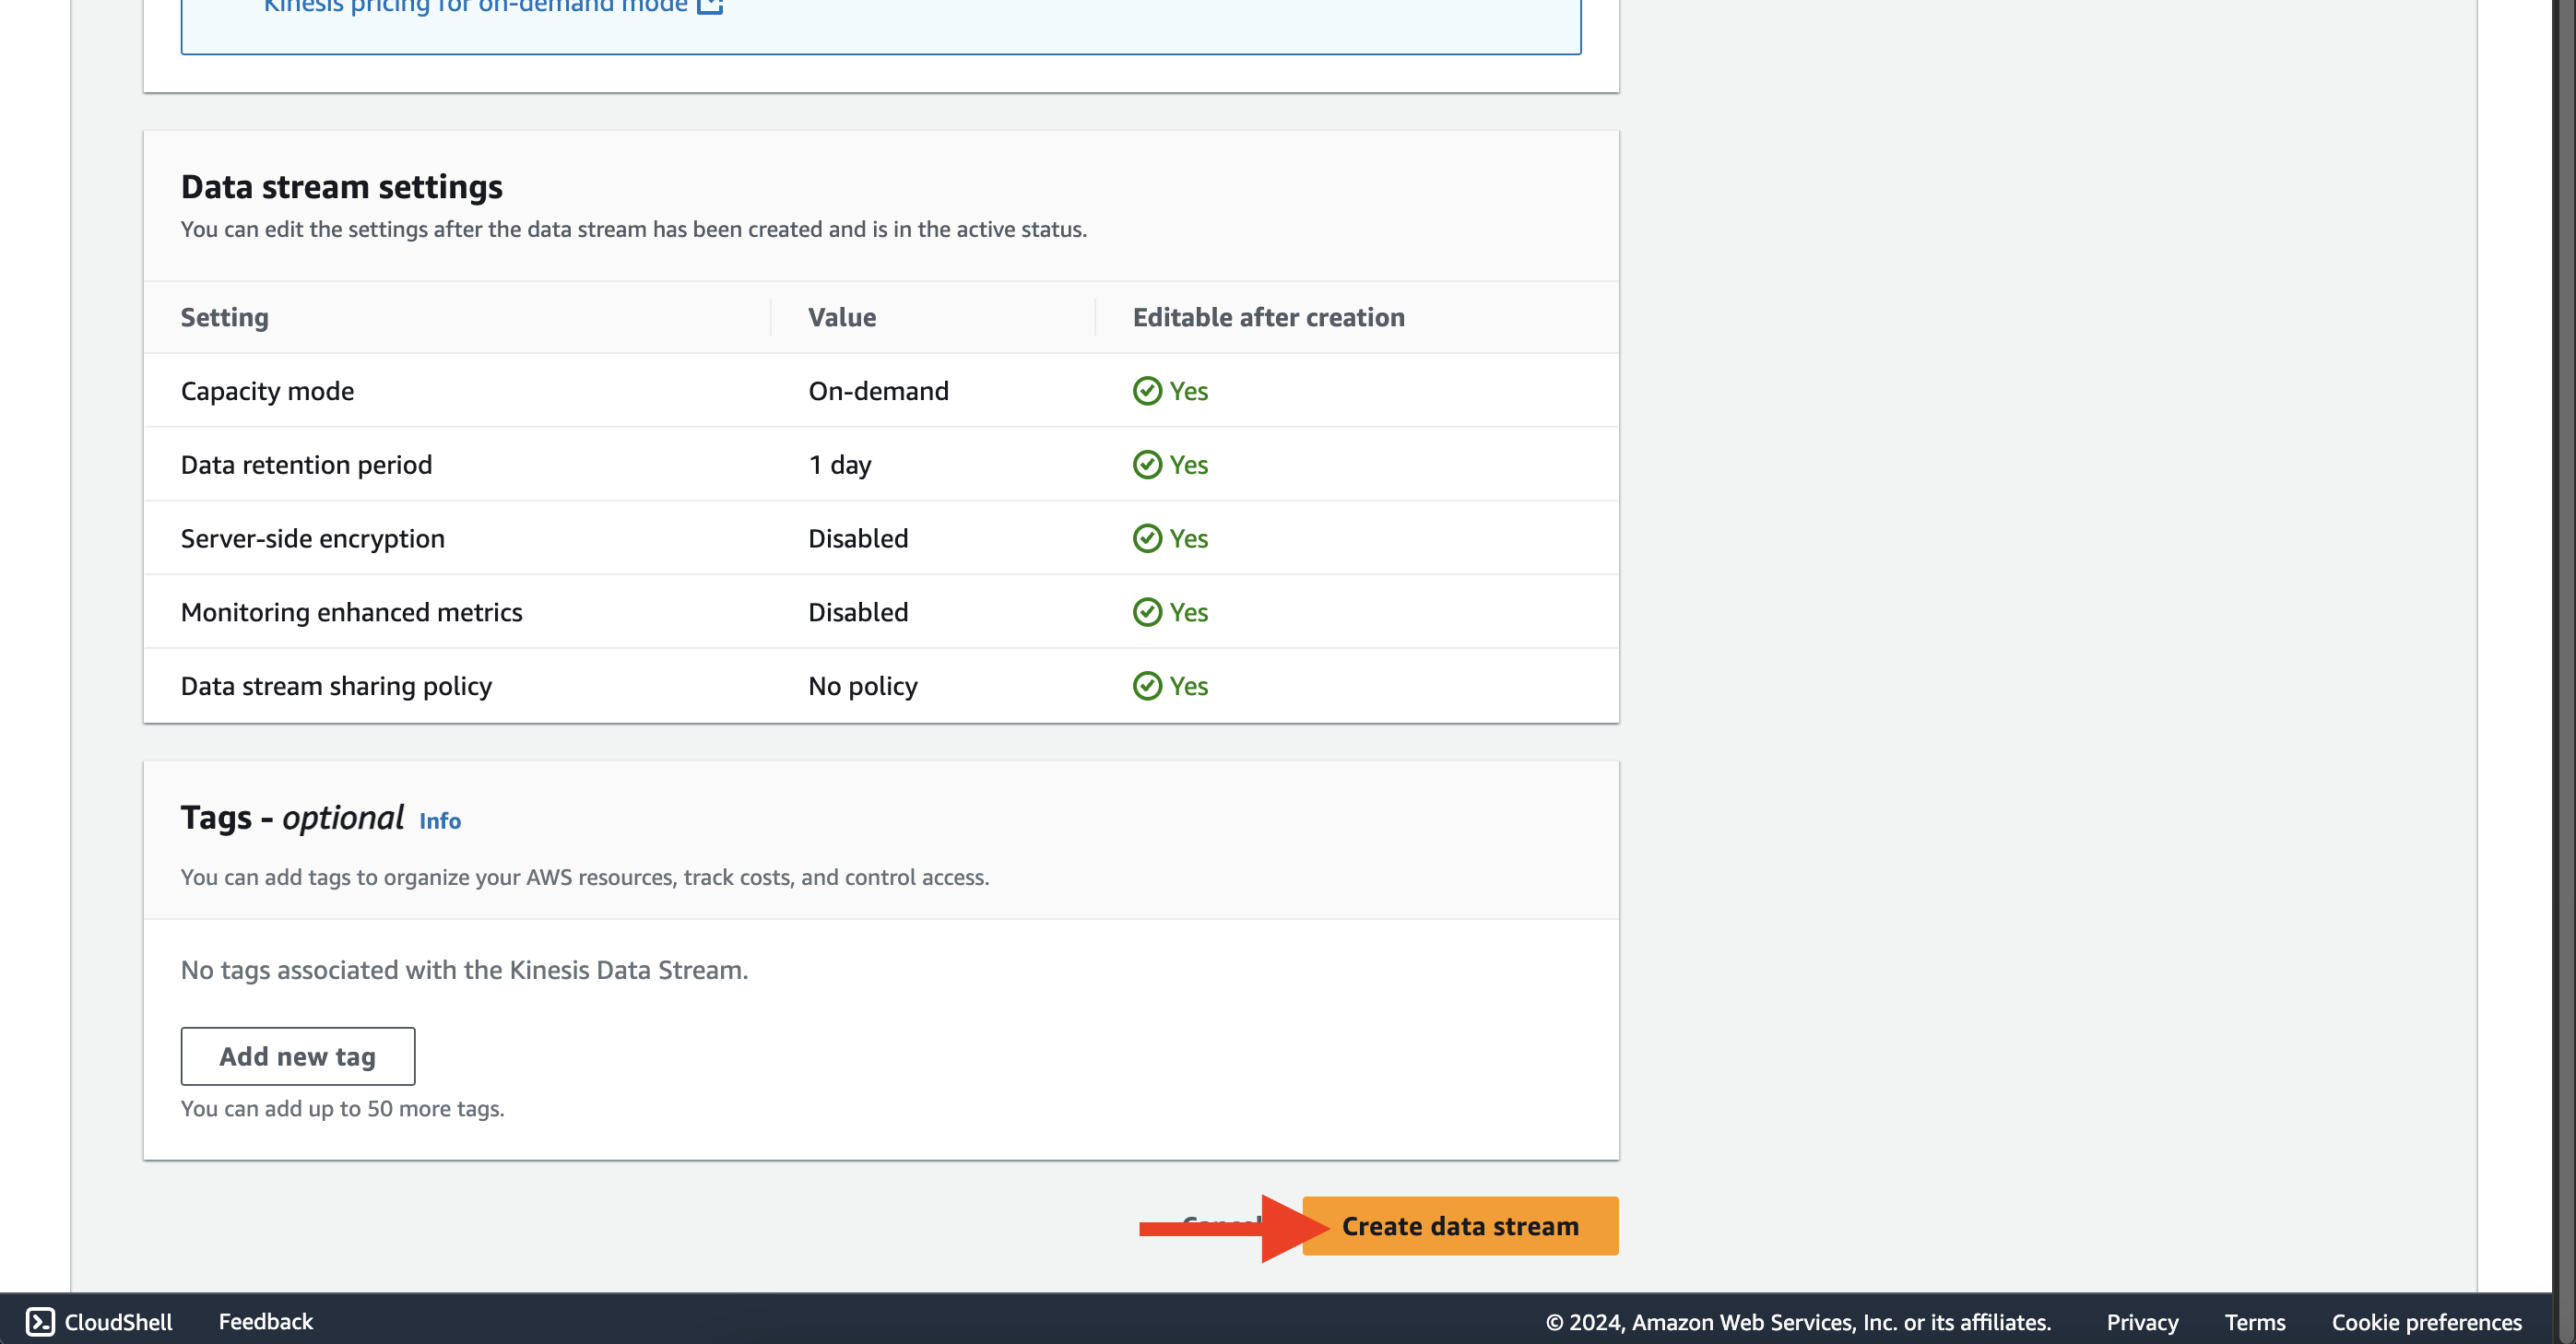 Kinesis pricing for on-demand mode
Data stream settings
You can edit the settings after the data stream has been created and is in the active status.
Setting Value Editable after creation
Capacity mode On-demand Yes
Data retention period 1 day Yes
Server-side encryption Disabled Yes
Monitoring enhanced metrics Disabled Yes
Data stream sharing policy No policy Yes
Tags - optional Info
You can add tags to organize your AWS resources, track costs, and control access.
No tags associated with the Kinesis Data Stream.
Add new tag
You can add up to 50 more tags.
Cancel Create data stream
CloudShell Feedback © 2024, Amazon Web Services, Inc. or its affiliates. Privacy Terms Cookie preferences